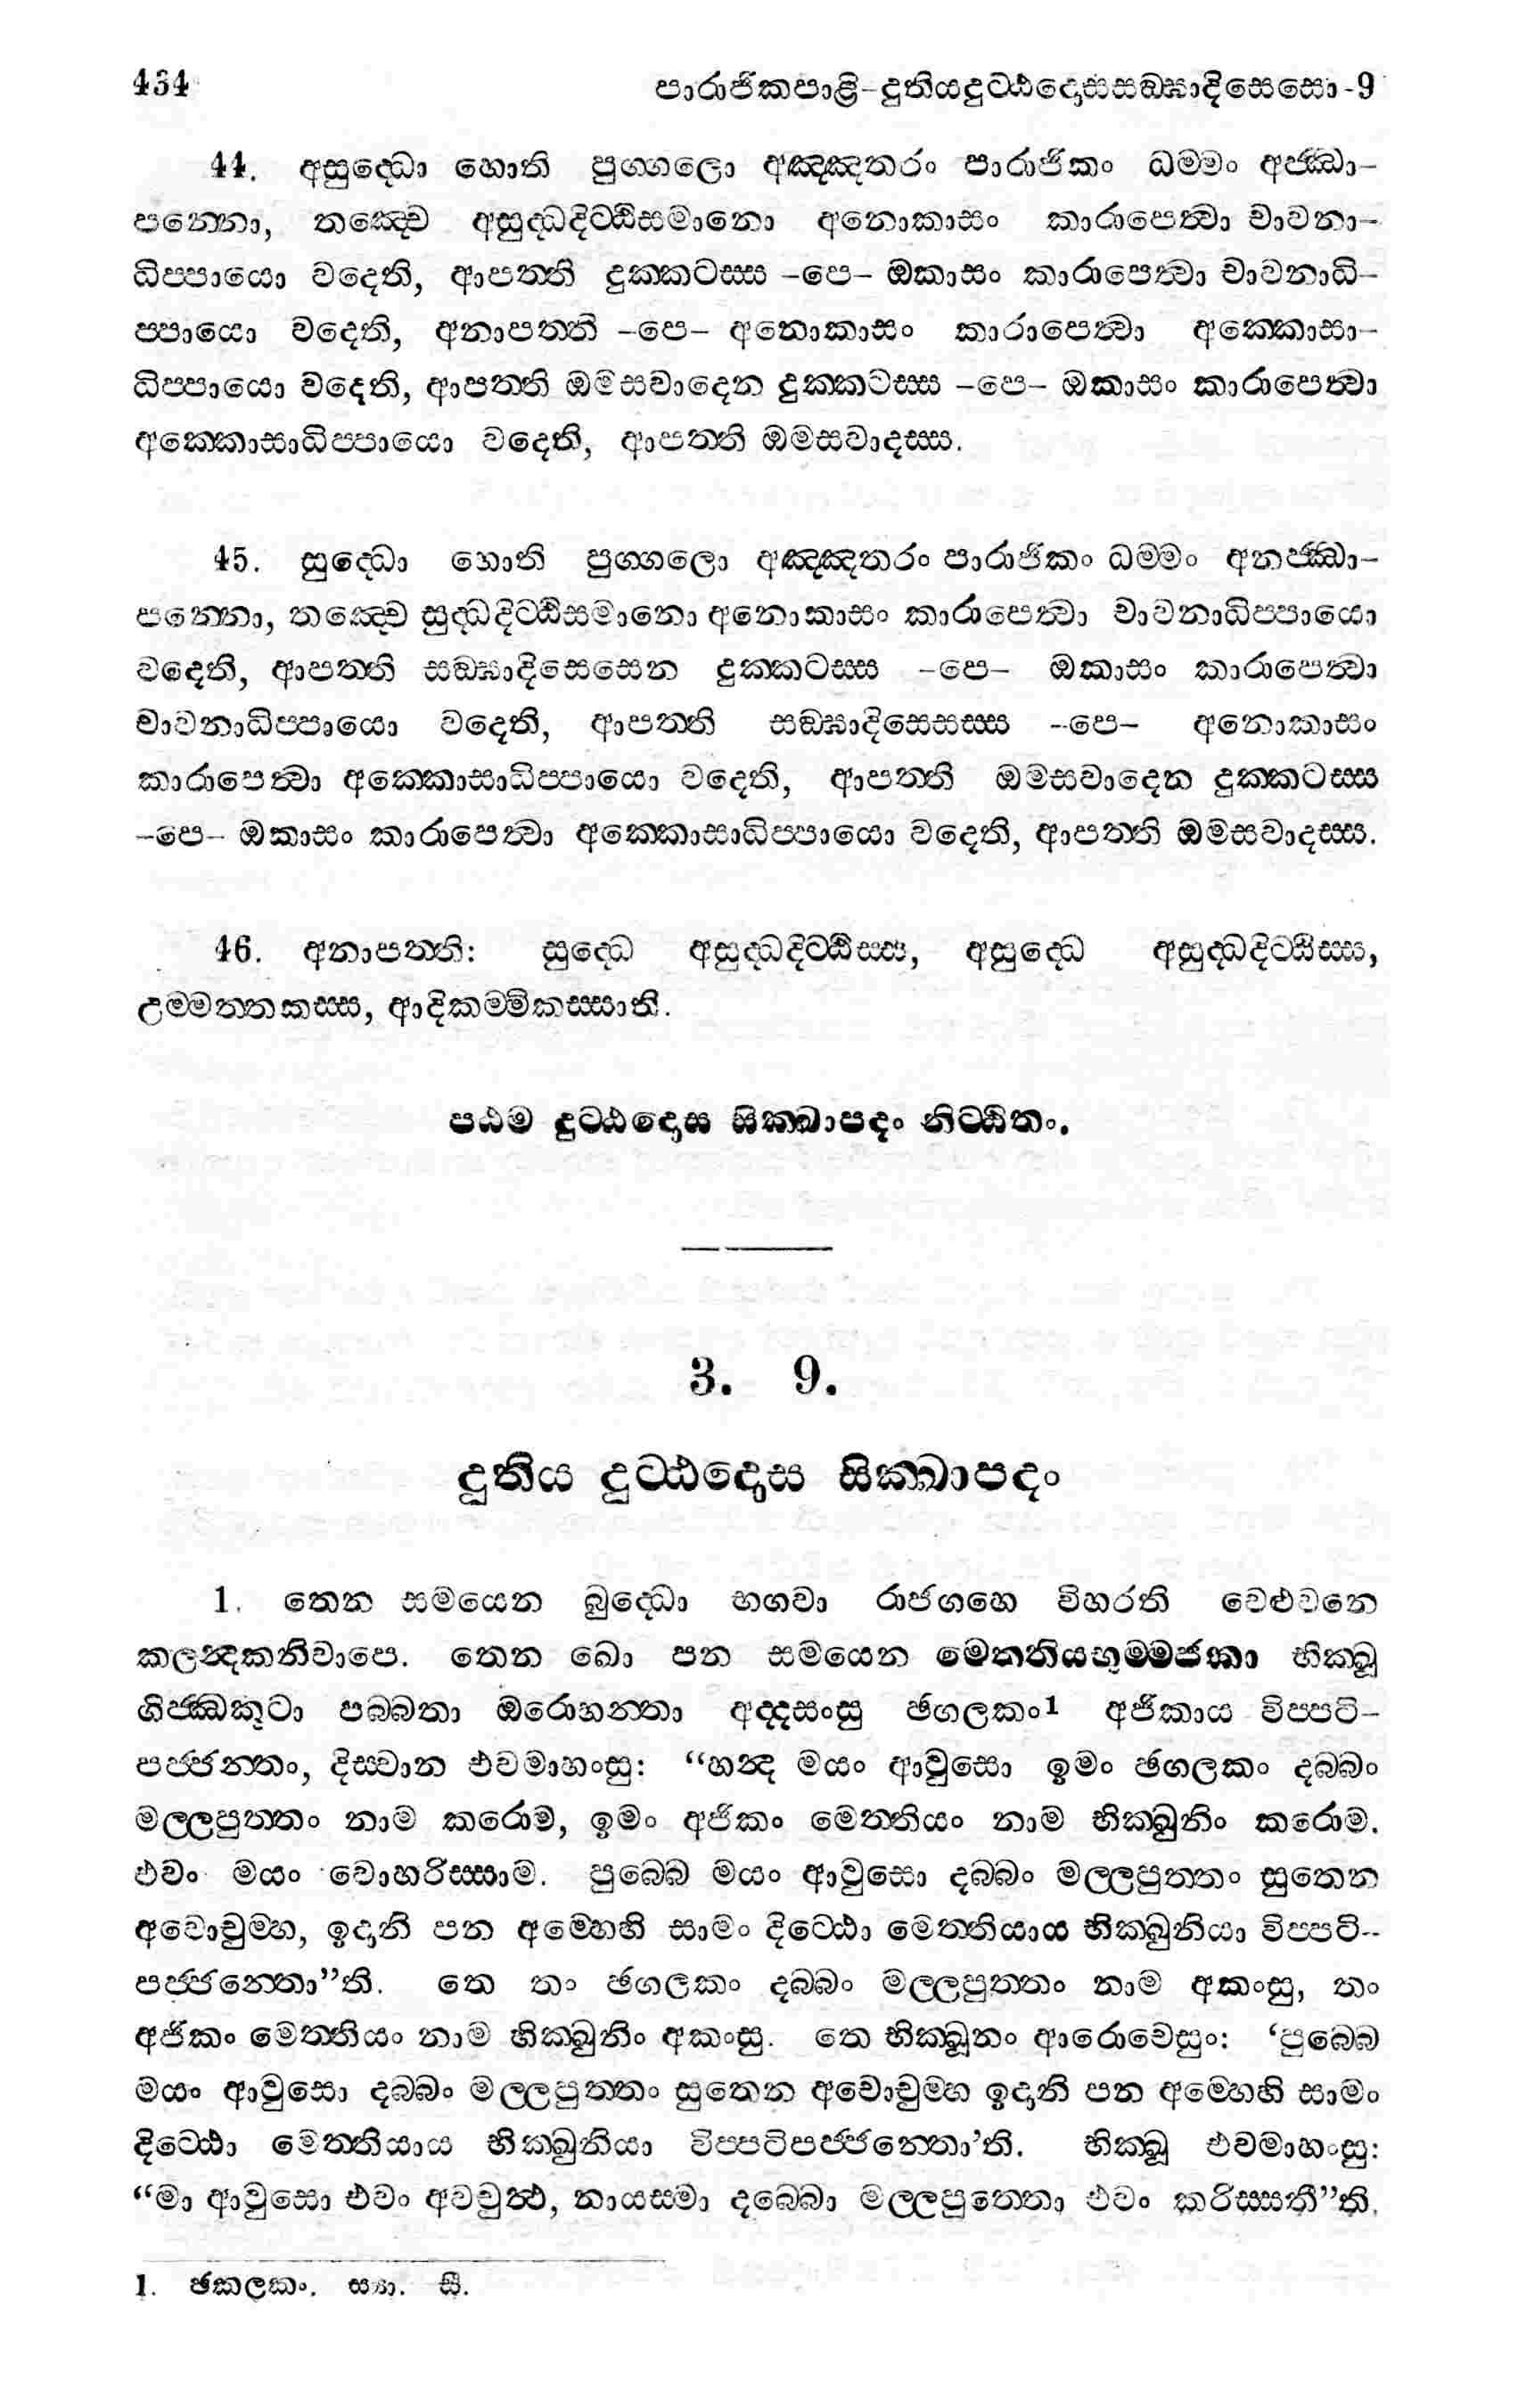 434 පාරාජිකපාළි-දුතියදුට්ඨදොසසඞ්ඝාදිසෙසො-9
44. අසුද්ධො හොති පුග්ගලො අඤ්ඤතරං පාරාජිකං ධම්මං අජ්ඣා-
පන්නො, තඤ්චෙ අසුද්ධදිට්ඨිසමානො අනොකාසං කාරාපෙත්වා චාවනා-
ධිප්පායො වදෙති, ආපත්ති දුක්කටස්ස -පෙ- ඔකාසං කාරාපෙත්වා චාවනාධි-
ප්පායො වදෙති, අනාපත්ති -පෙ- අනොකාසං කාරාපෙත්වා අක්කොසා-
ධිප්පායො වදෙති, ආපත්ති ඔමසවාදෙන දුක්කටස්ස -පෙ- ඔකාසං කාරාපෙත්වා
අක්කොසාධිප්පායො වදෙති, ආපත්ති ඔමසවාදස්ස.
45. සුද්ධො හොති පුග්ගලො අඤ්ඤතරං පාරාජිකං ධම්මං අනජ්ඣා-
පන්නො, තඤ්චෙ සුද්ධදිට්ඨිසමානො අනොකාසං කාරාපෙත්වා චාවනාධිප්පායො
වදෙති, ආපත්ති සඞ්ඝාදිසෙසෙන දුක්කටස්ස -පෙ- ඔකාසං කාරාපෙත්වා
චාවනාධිප්පායො වදෙති, ආපත්ති සඞ්ඝාදිසෙසස්ස -පෙ- අනොකාසං
කාරාපෙත්වා අක්කොසාධිප්පායො වදෙති, ආපත්ති ඔමසවාදෙන දුක්කටස්ස
-පෙ- ඔකාසං කාරාපෙත්වා අක්කොසාධිප්පායො වදෙති, ආපත්ති ඔමසවාදස්ස.
46. අනාපත්ති: සුද්ධෙ අසුද්ධදිට්ඨිස්ස, අසුද්ධෙ අසුද්ධදිට්ඨිස්ස,
උම්මත්තකස්ස, ආදිකම්මිකස්සාති.
පඨම දුට්ඨදොස සික්ඛාපදං නිට්ඨිතං.
3. 9.
දුතිය දුට්ඨදොස සික්ඛාපදං
1. තෙන සමයෙන බුද්ධො භගවා රාජගහෙ විහරති වෙළුවනෙ
කලන්දකනිවාපෙ. තෙන ඛො පන සමයෙන මෙත්තියභුම්මජකා භික්ඛූ
ගිජ්ඣකූටා පබ්බතා ඔරොහන්තා අද්දසංසු ඡගලකං1 අජිකාය විප්පටි-
පජ්ජන්තං, දිස්වාන එවමාහංසු: “හන්ද මයං ආවුසො ඉමං ඡගලකං දබ්බං
මල්ලපුත්තං නාම කරොම, ඉමං අජිකං මෙත්තියං නාම භික්ඛුනිං කරොම.
එවං මයං වොහරිස්සාම. පුබ්බෙ මයං ආවුසො දබ්බං මල්ලපුත්තං සුතෙන
අවොචුම්හ, ඉදානි පන අම්හෙහි සාමං දිට්ඨො මෙත්තියාය භික්ඛුනියා විප්පටි-
පජ්ජන්තො”ති. තෙ තං ඡගලකං දබ්බං මල්ලපුත්තං නාම අකංසු, තං
අජිකං මෙත්තියං නාම භික්ඛුනිං අකංසු. තෙ භික්ඛූනං ආරොචෙසුං: ‘පුබ්බෙ
මයං ආවුසො දබ්බං මල්ලපුත්තං සුතෙන අවොචුම්හ ඉදානි පන අම්හෙහි සාමං
දිට්ඨො මෙත්තියාය භික්ඛුනියා විප්පටිපජ්ජන්තො’ති. භික්ඛූ එවමාහංසු:
“මා ආවුසො එවං අවචුත්ථ, නායස්මා දබ්බො මල්ලපුත්තො එවං කරිස්සතී”ති.
1. ඡකලකං. ස්‍යා. සී.